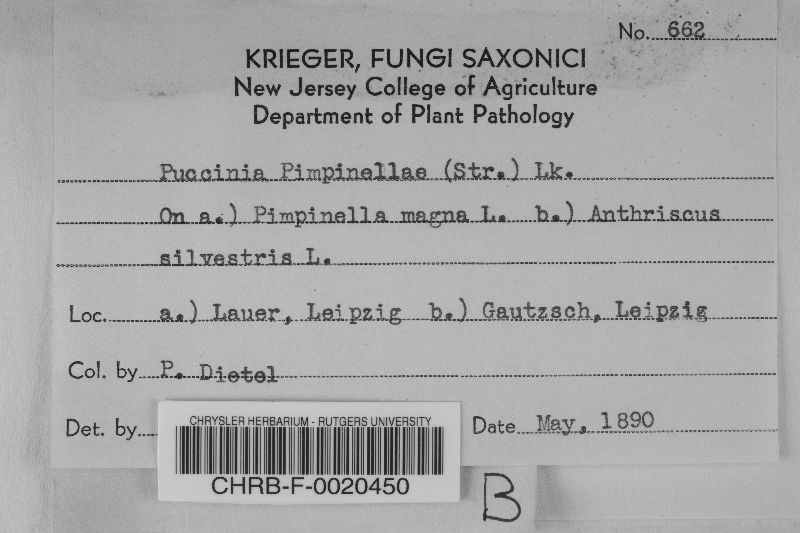 No. 662
KRIEGER, FUNGI SAXONICI
New Jersey College of Agriculture
Department of Plant Pathology
Puccinia Pimpinellae (Str.) Lk.
On a.) Pimpinella magna L. b.) Anthriscus
silvestris L.
Loc. a.) Lauer, Leipzig b.) Gautzsch, Leipzig
Col. by P. Dietel
Det. by
Date May, 1890
CHRYSLER HERBARIUM - RUTGERS UNIVERSITY
CHRB-F-0020450
B